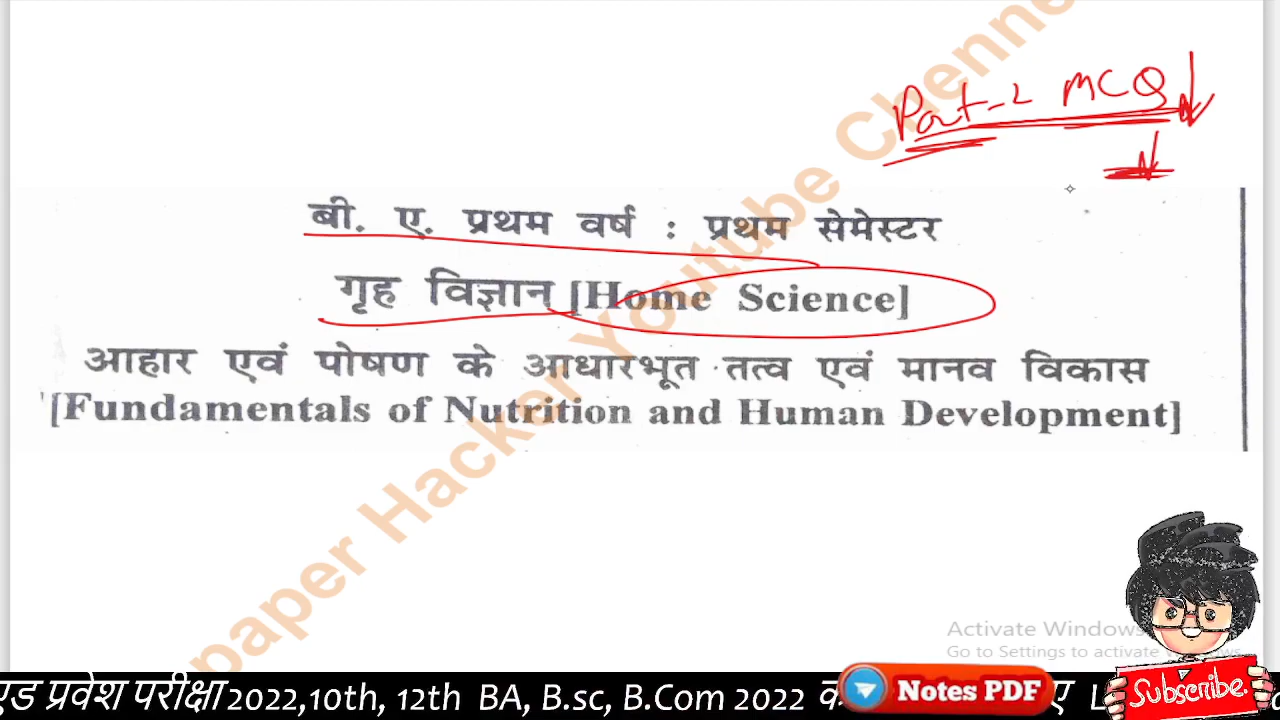 Part-2 MCQ
बी. ए. प्रथम वर्ष : प्रथम सेमेस्टर
गृह विज्ञान [Home Science]
आहार एवं पोषण के आधारभूत तत्व एवं मानव विकास
[Fundamentals of Nutrition and Human Development]
paper Hacker Youtube Chenne
Activate Windows
Go to Settings to activate
एड प्रवेश परीक्षा 2022,10th, 12th BA, B.sc, B.Com 2022
Notes PDF
Subscribe.